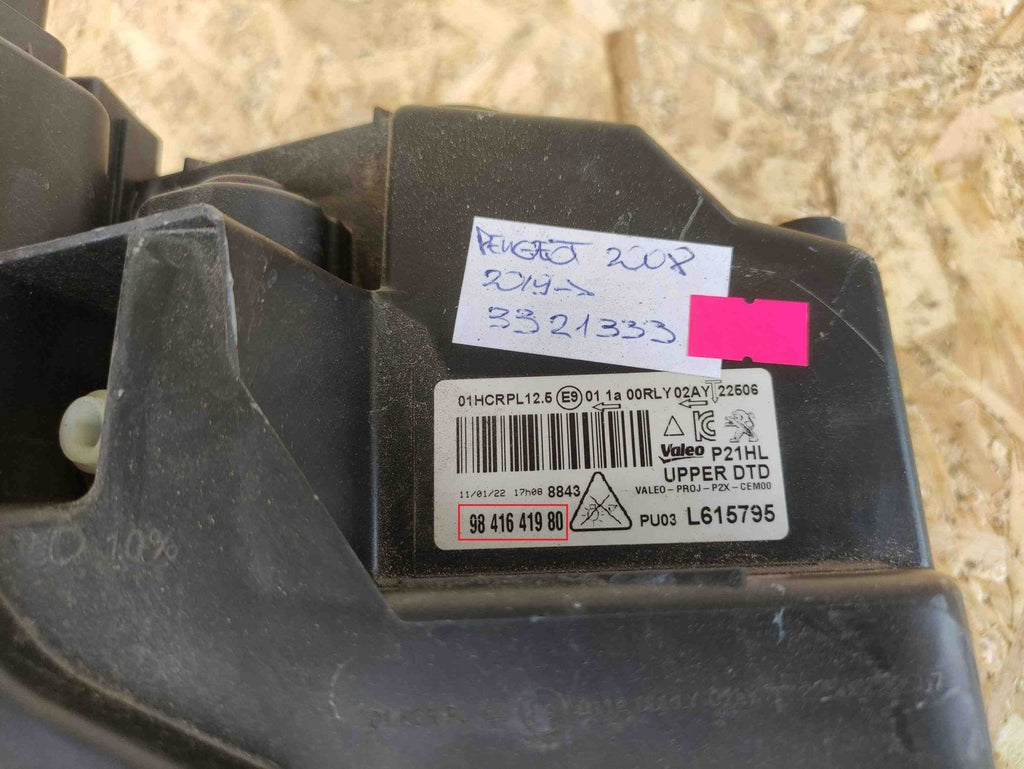 PEUGEOT 2008
2019->
3321333
01HCRPL12.5 E9 01 1a 00RLY 02AY T 22506
Valeo P21HL
UPPER DTD
VALEO-PROJ-P2X-CEM00
11/01/22 17h08 8843
98 416 419 80
PU03 L615795
10%